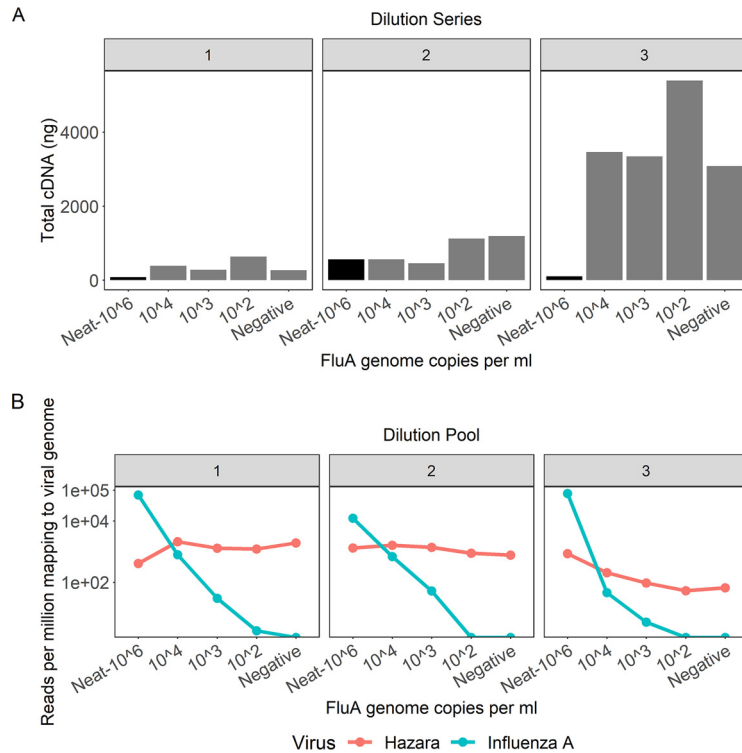 A
Dilution Series
1 2 3
Total cDNA (ng)
4000
2000
0
Neat-10^6 10^4 10^3 10^2 Negative Neat-10^6 10^4 10^3 10^2 Negative Neat-10^6 10^4 10^3 10^2 Negative
FluA genome copies per ml
B
Dilution Pool
1 2 3
Reads per million mapping to viral genome
1e+05
1e+04
1e+02
Neat-10^6 10^4 10^3 10^2 Negative Neat-10^6 10^4 10^3 10^2 Negative Neat-10^6 10^4 10^3 10^2 Negative
FluA genome copies per ml
Virus Hazara Influenza A